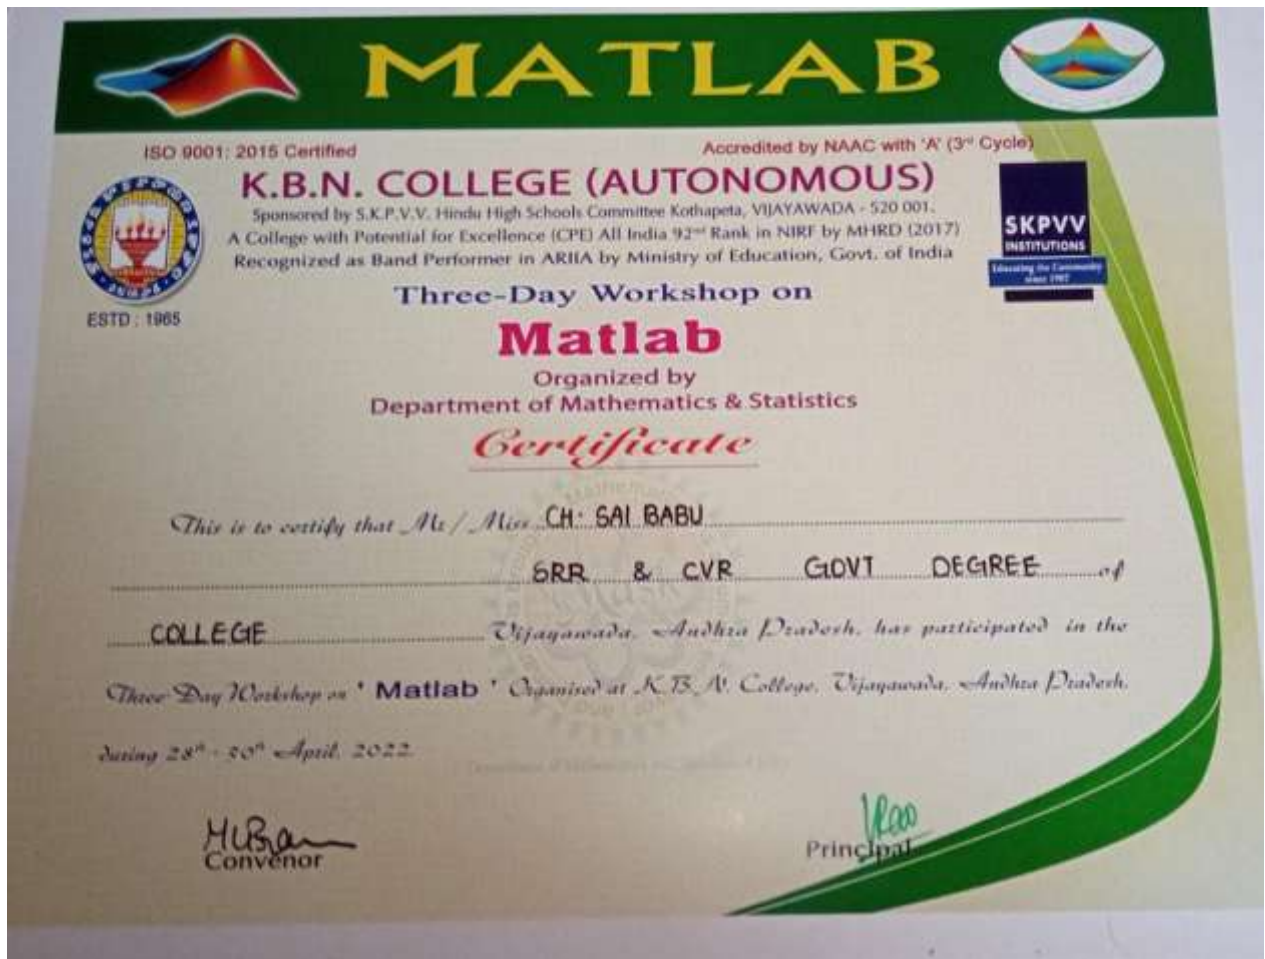 MATLAB
ISO 9001: 2015 Certified
Accredited by NAAC with 'A' (3rd Cycle)
K.B.N. COLLEGE (AUTONOMOUS)
Sponsored by S.K.P.V.V. Hindu High Schools Committee Kothapeta, VIJAYAWADA - 520 001.
A College with Potential for Excellence (CPE) All India 92nd Rank in NIRF by MHRD (2017)
Recognized as Band Performer in ARIIA by Ministry of Education, Govt. of India
SKPVV
INSTITUTIONS
Educating the Community
since 1907
ESTD : 1965
Three-Day Workshop on
Matlab
Organized by
Department of Mathematics & Statistics
Certificate
This is to certify that Mr / Miss CH. SAI BABU
SRR & CVR GOVT DEGREE of
COLLEGE Vijayawada, Andhra Pradesh, has participated in the
Three-Day Workshop on ' Matlab ' Organised at K.B.N. College, Vijayawada, Andhra Pradesh,
during 28th - 30th April, 2022.
Convenor
Principal